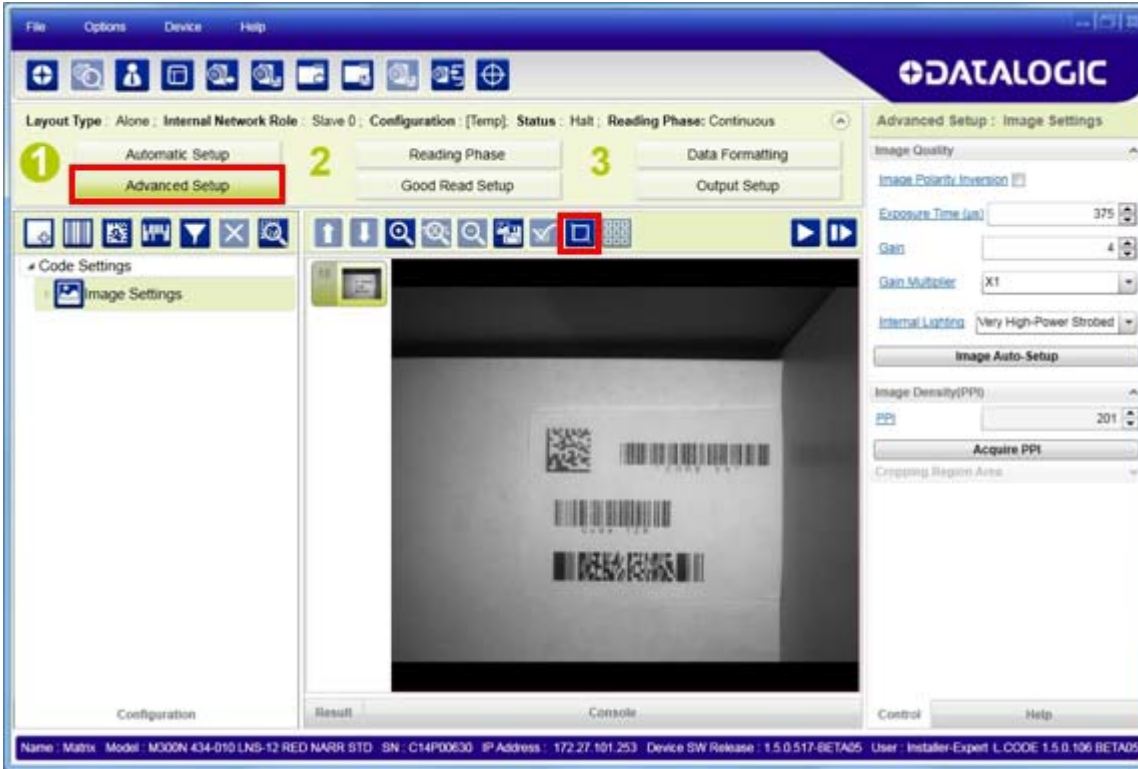 File Options Device Help
DATALOGIC
Layout Type : Alone ; Internal Network Role : Slave 0 ; Configuration : [Temp]; Status : Halt ; Reading Phase: Continuous
1 Automatic Setup 2 Reading Phase 3 Data Formatting
Advanced Setup Good Read Setup Output Setup
Advanced Setup : Image Settings
Image Quality
Image Polarity Inversion
Exposure Time (µs) 375
Gain 4
Gain Multiplier X1
Internal Lighting Very High-Power Strobed
Image Auto-Setup
Image Density(PPI)
PPI 201
Acquire PPI
Cropping Region Area
Code Settings
Image Settings
Code 128
Configuration
Result Console
Control Help
Name : Matrix Model : M300N 434-010 LNS-12 RED NARR STD SN : C14P00630 IP Address : 172.27.101.253 Device SW Release : 1.5.0.517-BETA05 User : Installer-Expert L.CODE 1.5.0.106 BETA05